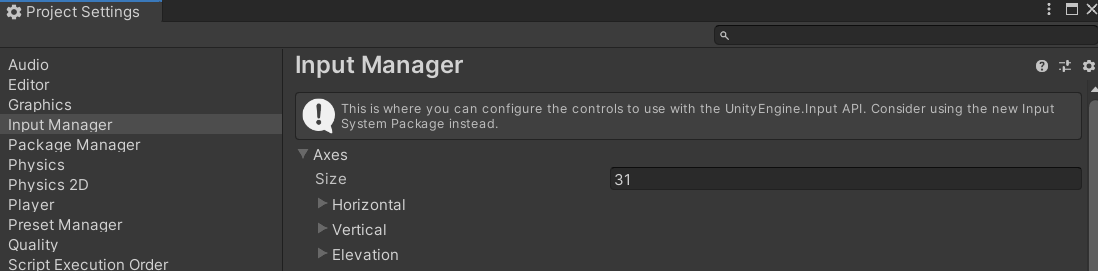 Project Settings
Audio
Editor
Graphics
Input Manager
Package Manager
Physics
Physics 2D
Player
Preset Manager
Quality
Script Execution Order
Input Manager
This is where you can configure the controls to use with the UnityEngine.Input API. Consider using the new Input
System Package instead.
Axes
Size 31
Horizontal
Vertical
Elevation